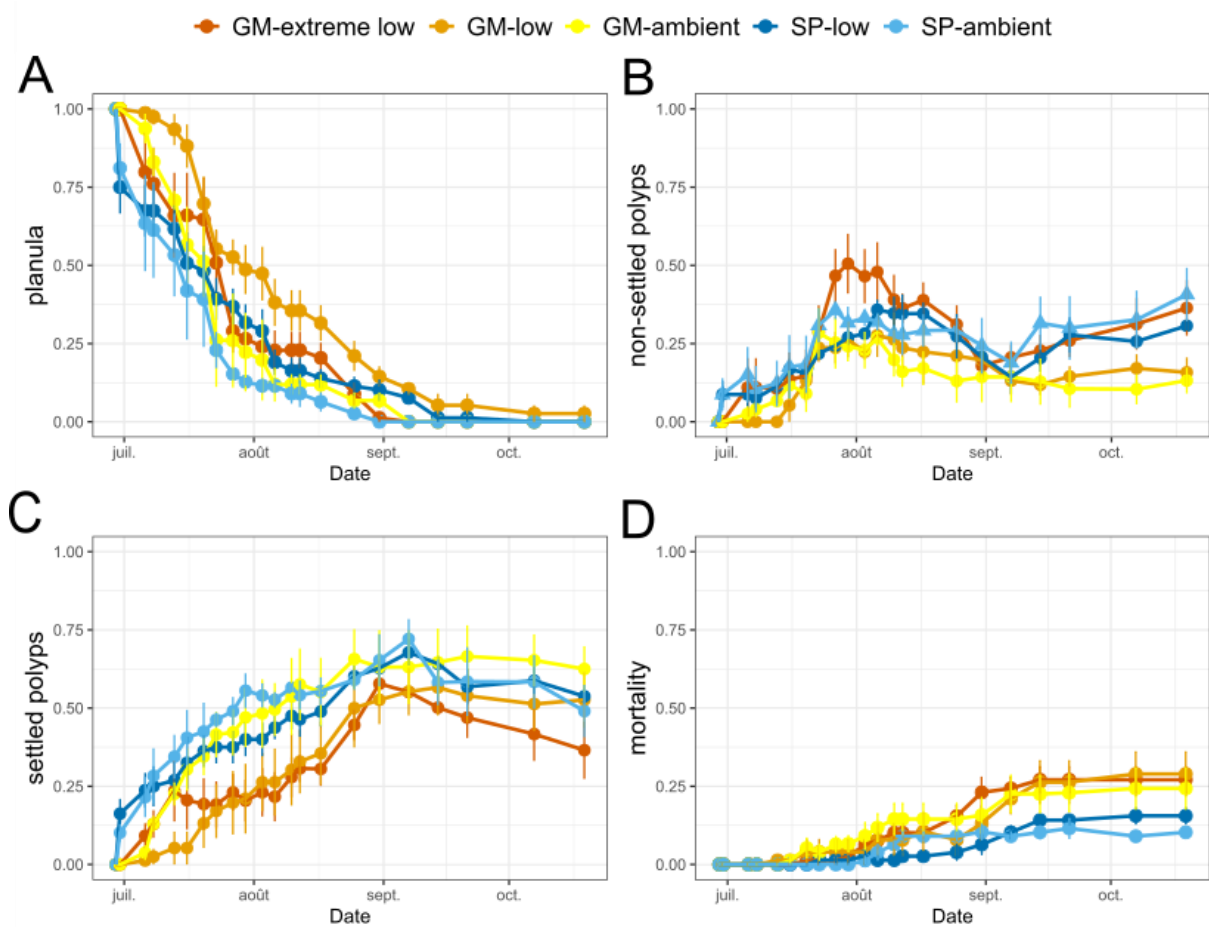 GM-extreme low GM-low GM-ambient SP-low SP-ambient
A
1.00
0.75
0.50
0.25
0.00
planula
juil. août sept. oct.
Date
B
1.00
0.75
0.50
0.25
0.00
non-settled polyps
juil. août sept. oct.
Date
C
1.00
0.75
0.50
0.25
0.00
settled polyps
juil. août sept. oct.
Date
D
1.00
0.75
0.50
0.25
0.00
mortality
juil. août sept. oct.
Date